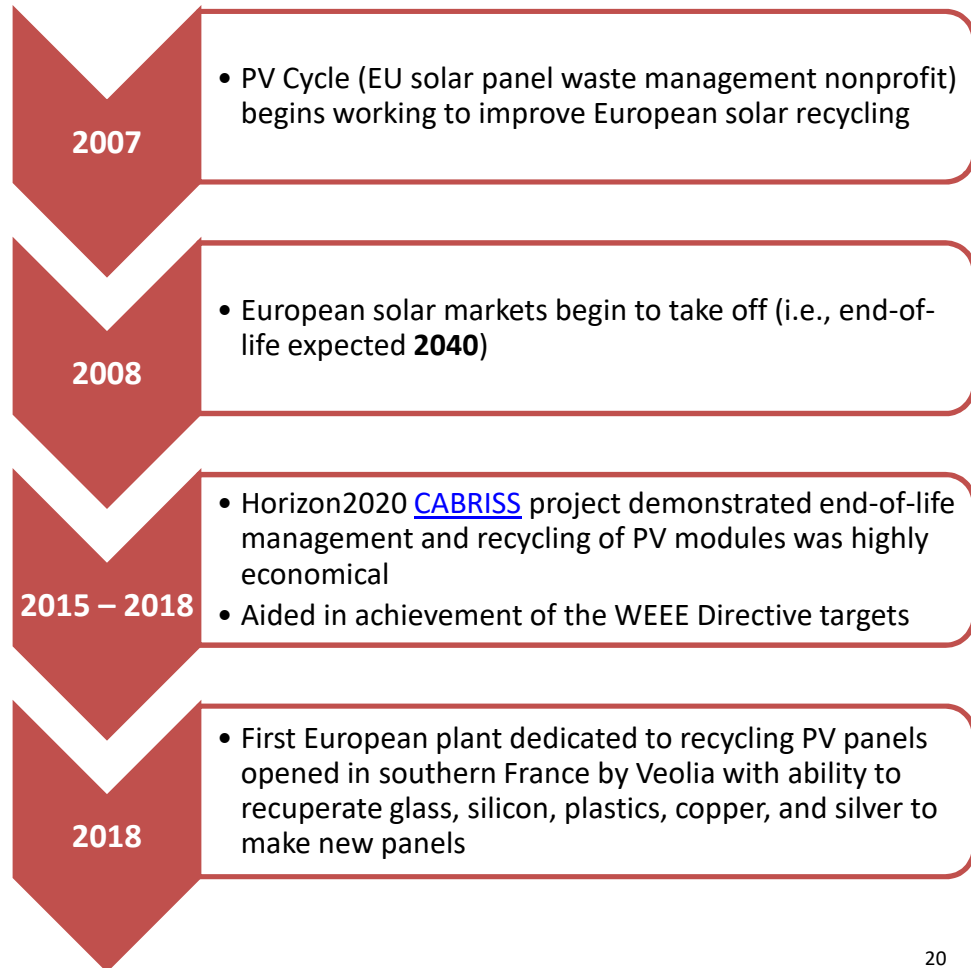 2007
• PV Cycle (EU solar panel waste management nonprofit)
begins working to improve European solar recycling
2008
• European solar markets begin to take off (i.e., end-of-
life expected 2040)
2015 – 2018
• Horizon2020 CABRISS project demonstrated end-of-life
management and recycling of PV modules was highly
economical
• Aided in achievement of the WEEE Directive targets
2018
• First European plant dedicated to recycling PV panels
opened in southern France by Veolia with ability to
recuperate glass, silicon, plastics, copper, and silver to
make new panels
20